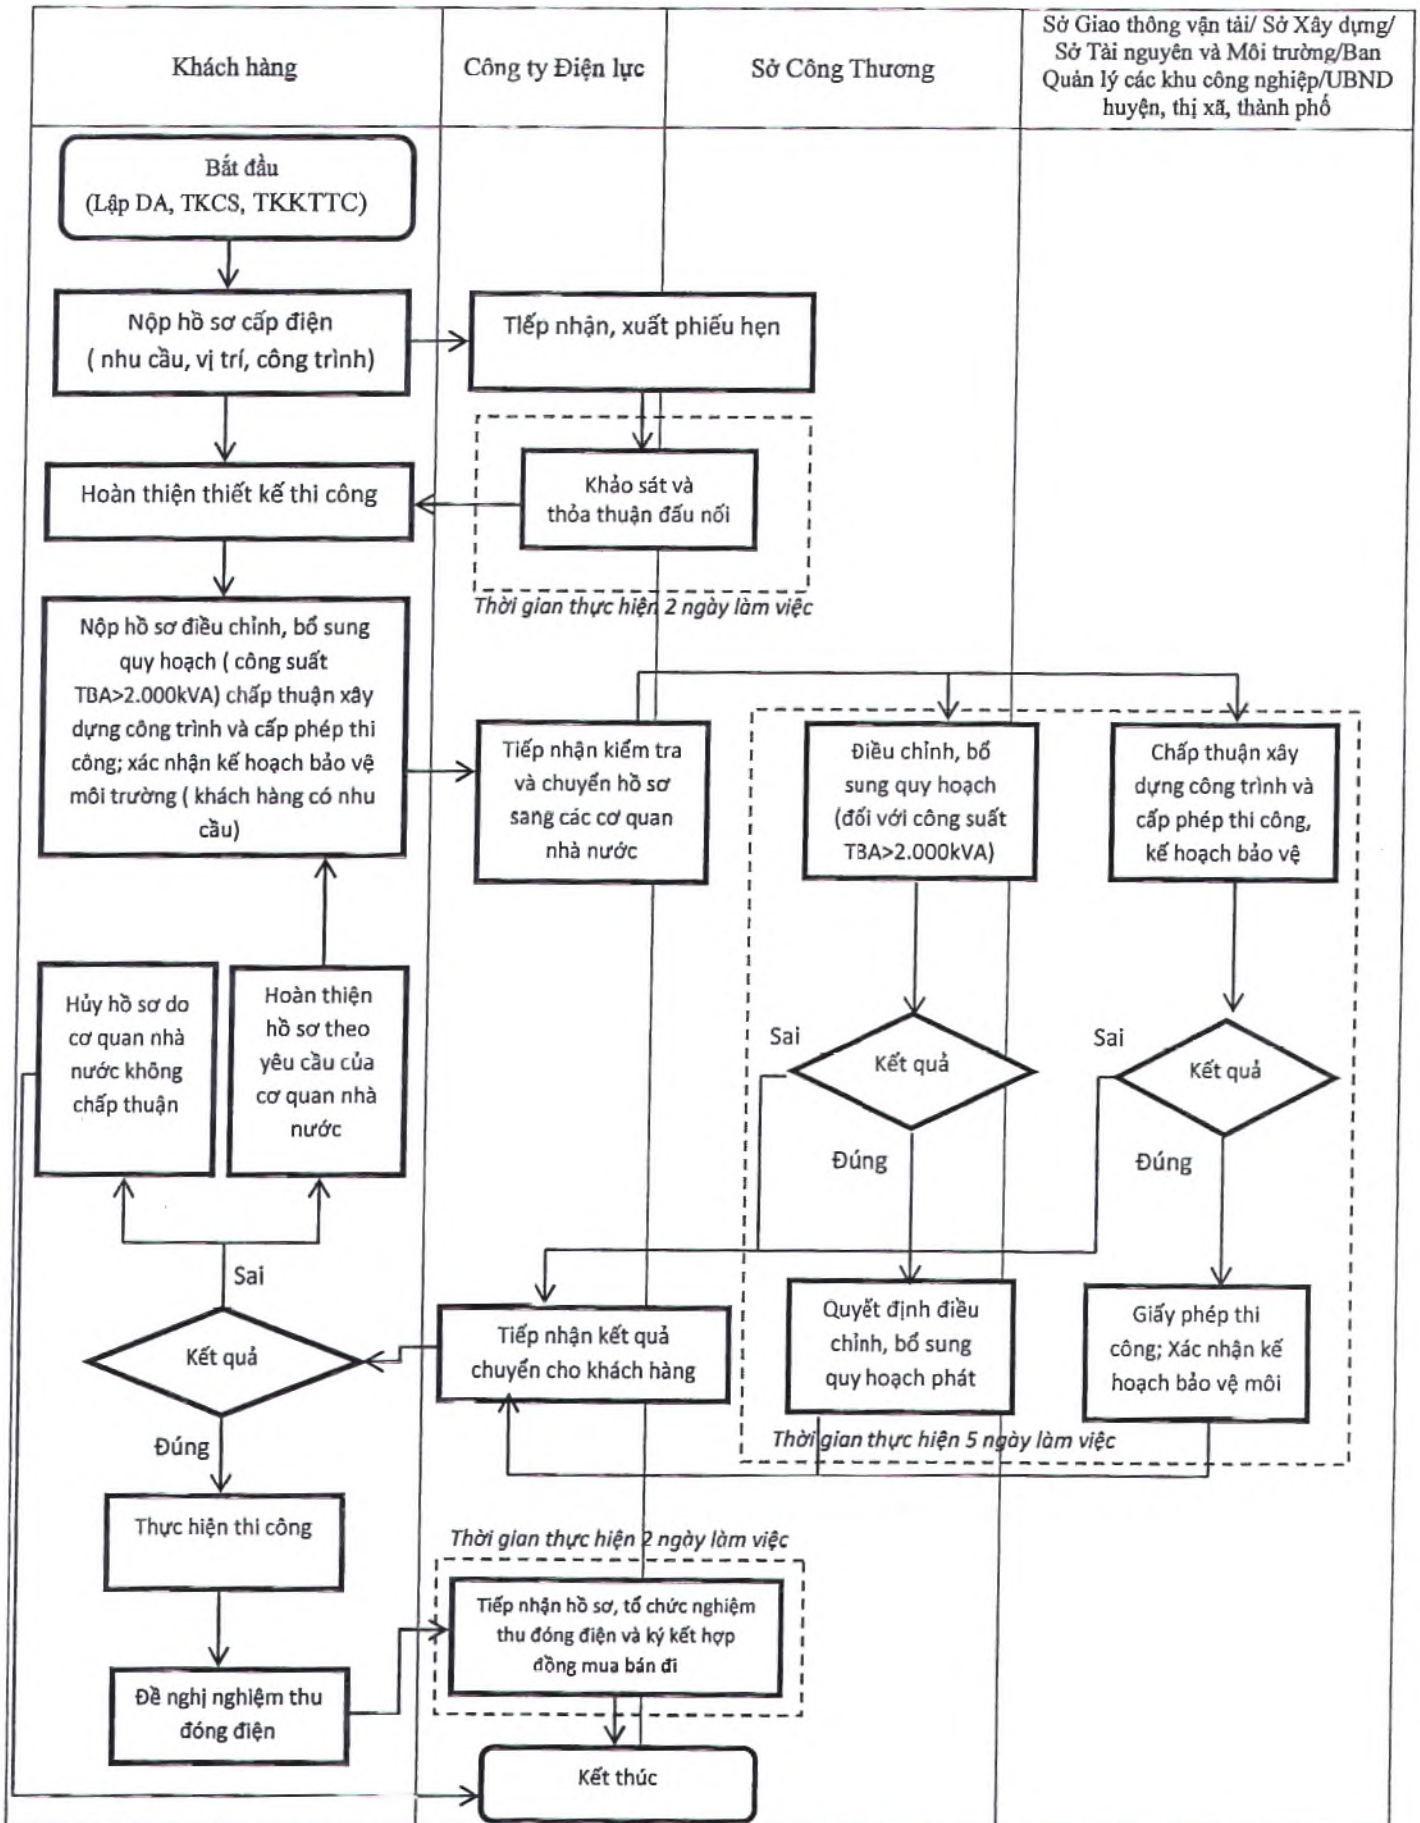 Khách hàng
Công ty Điện lực
Sở Công Thương
Sở Giao thông vận tải/ Sở Xây dựng/
Sở Tài nguyên và Môi trường/Ban
Quản lý các khu công nghiệp/UBND
huyện, thị xã, thành phố
Bắt đầu
(Lập DA, TKCS, TKKTTC)
Nộp hồ sơ cấp điện
( nhu cầu, vị trí, công trình)
Tiếp nhận, xuất phiếu hẹn
Khảo sát và
thỏa thuận đấu nối
Thời gian thực hiện 2 ngày làm việc
Hoàn thiện thiết kế thi công
Nộp hồ sơ điều chỉnh, bổ sung
quy hoạch ( công suất
TBA>2.000kVA) chấp thuận xây
dựng công trình và cấp phép thi
công; xác nhận kế hoạch bảo vệ
môi trường ( khách hàng có nhu
cầu)
Tiếp nhận kiểm tra
và chuyển hồ sơ
sang các cơ quan
nhà nước
Điều chỉnh, bổ
sung quy hoạch
(đối với công suất
TBA>2.000kVA)
Chấp thuận xây
dựng công trình và
cấp phép thi công,
kế hoạch bảo vệ
Hủy hồ sơ do
cơ quan nhà
nước không
chấp thuận
Hoàn thiện
hồ sơ theo
yêu cầu của
cơ quan nhà
nước
Sai
Kết quả
Đúng
Sai
Kết quả
Đúng
Sai
Kết quả
Đúng
Tiếp nhận kết quả
chuyển cho khách hàng
Quyết định điều
chỉnh, bổ sung
quy hoạch phát
Giấy phép thi
công; Xác nhận kế
hoạch bảo vệ môi
Thời gian thực hiện 5 ngày làm việc
Thực hiện thi công
Thời gian thực hiện 2 ngày làm việc
Tiếp nhận hồ sơ, tổ chức nghiệm
thu đóng điện và ký kết hợp
đồng mua bán đi
Đề nghị nghiệm thu
đóng điện
Kết thúc